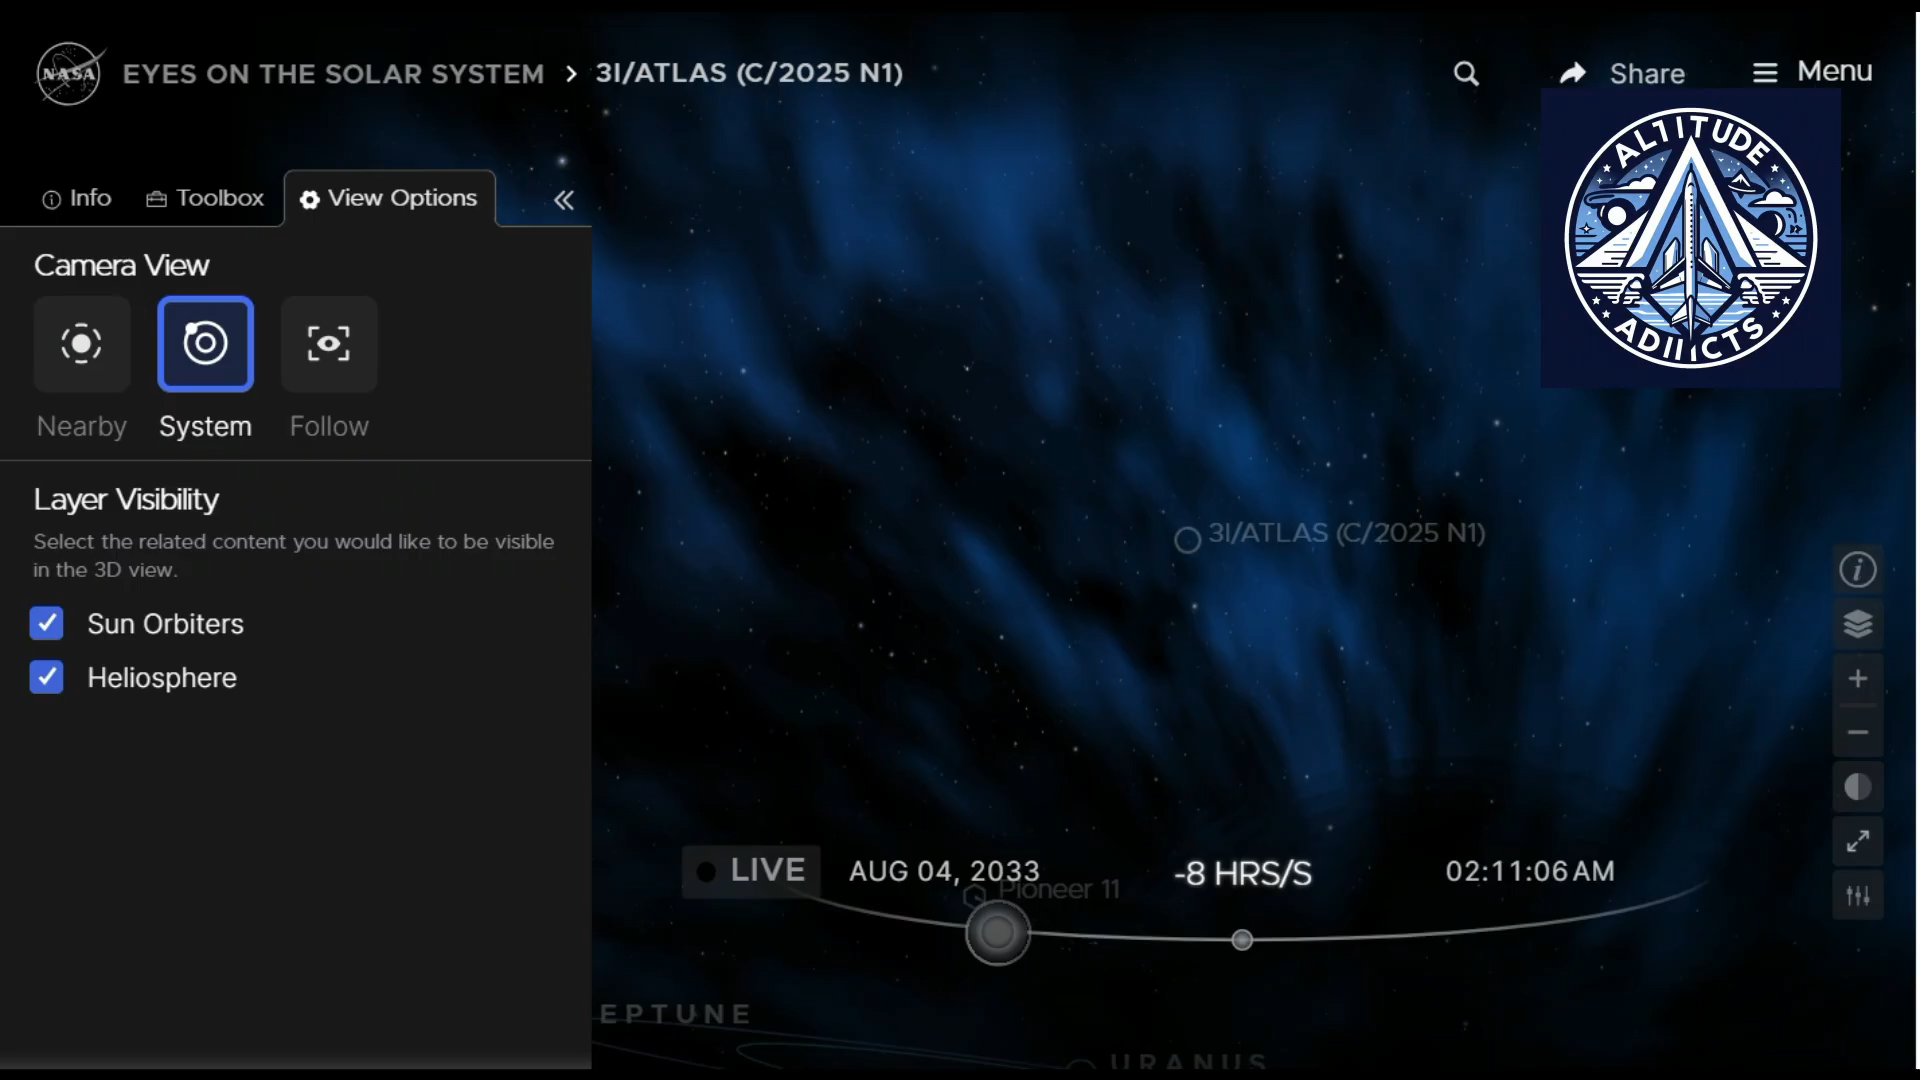 NASA
EYES ON THE SOLAR SYSTEM › 3I/ATLAS (C/2025 N1)
Share
Menu
Info
Toolbox
View Options
Camera View
Nearby
System
Follow
Layer Visibility
Select the related content you would like to be visible
in the 3D view.
Sun Orbiters
Heliosphere
ALTITUDE
ADIIICTS
3I/ATLAS (C/2025 N1)
LIVE
AUG 04, 2033
-8 HRS/S
02:11:06 AM
Pioneer 11
EPTUNE
URANUS